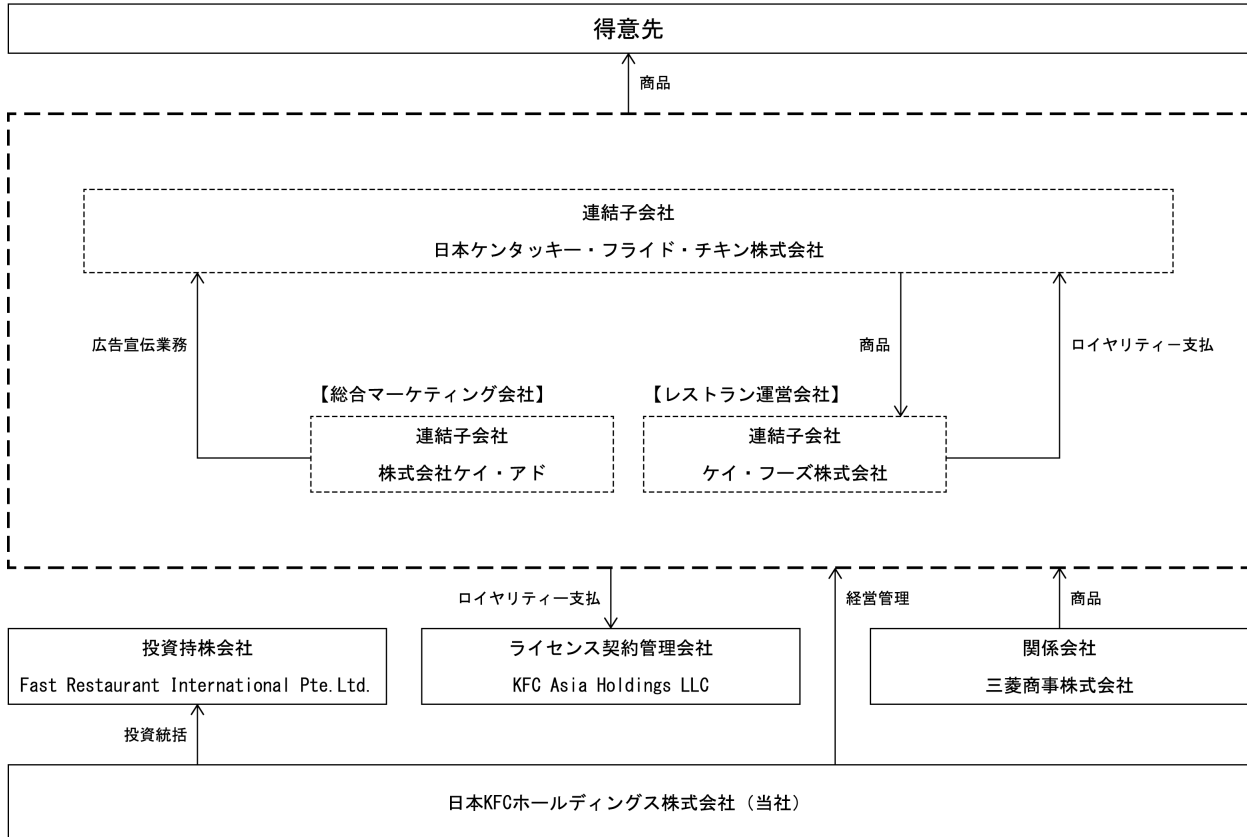 得意先
商品
連結子会社
日本ケンタッキー・フライド・チキン株式会社
広告宣伝業務
商品
ロイヤリティー支払
【総合マーケティング会社】
【レストラン運営会社】
連結子会社
株式会社ケイ・アド
連結子会社
ケイ・フーズ株式会社
ロイヤリティー支払
経営管理
商品
投資持株会社
Fast Restaurant International Pte.Ltd.
ライセンス契約管理会社
KFC Asia Holdings LLC
関係会社
三菱商事株式会社
投資統括
日本KFCホールディングス株式会社(当社)